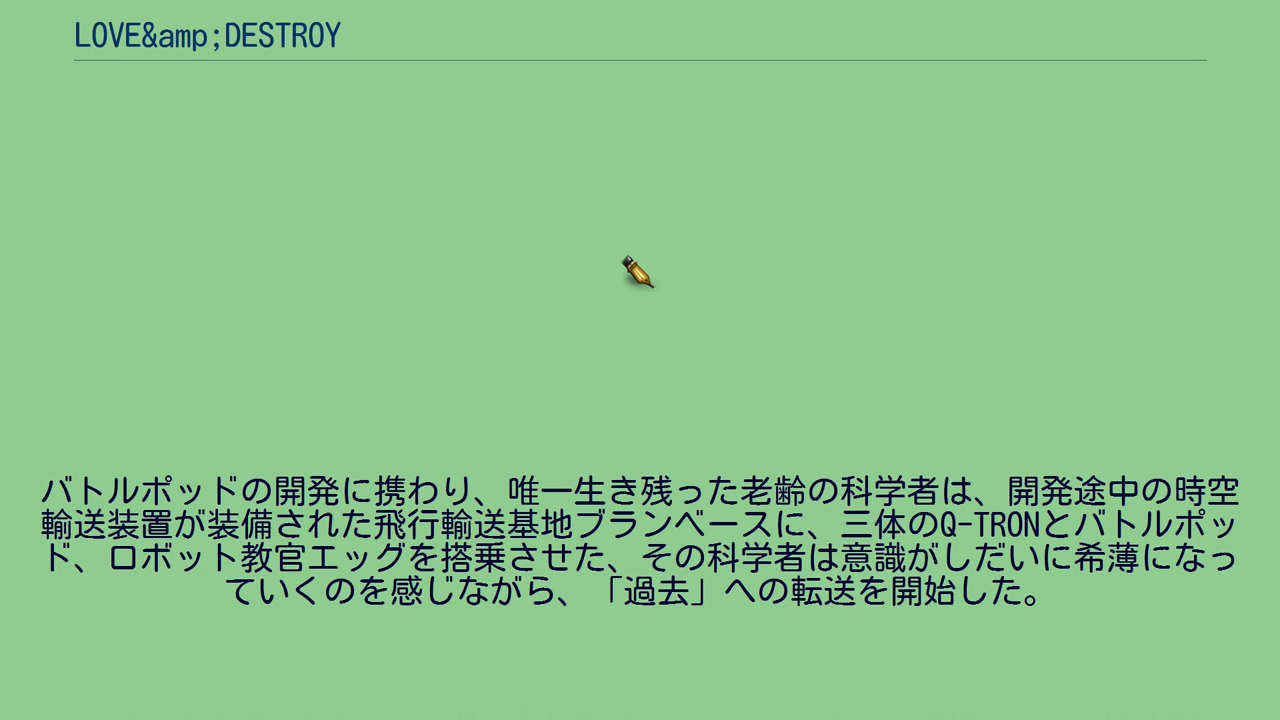 LOVE&amp;DESTROY
バトルポッドの開発に携わり、唯一生き残った老齢の科学者は、開発途中の時空
輸送装置が装備された飛行輸送基地ブランベースに、三体のQ-TRONとバトルポッ
ド、ロボット教官エッグを搭乗させた、その科学者は意識がしだいに希薄になっ
ていくのを感じながら、「過去」への転送を開始した。